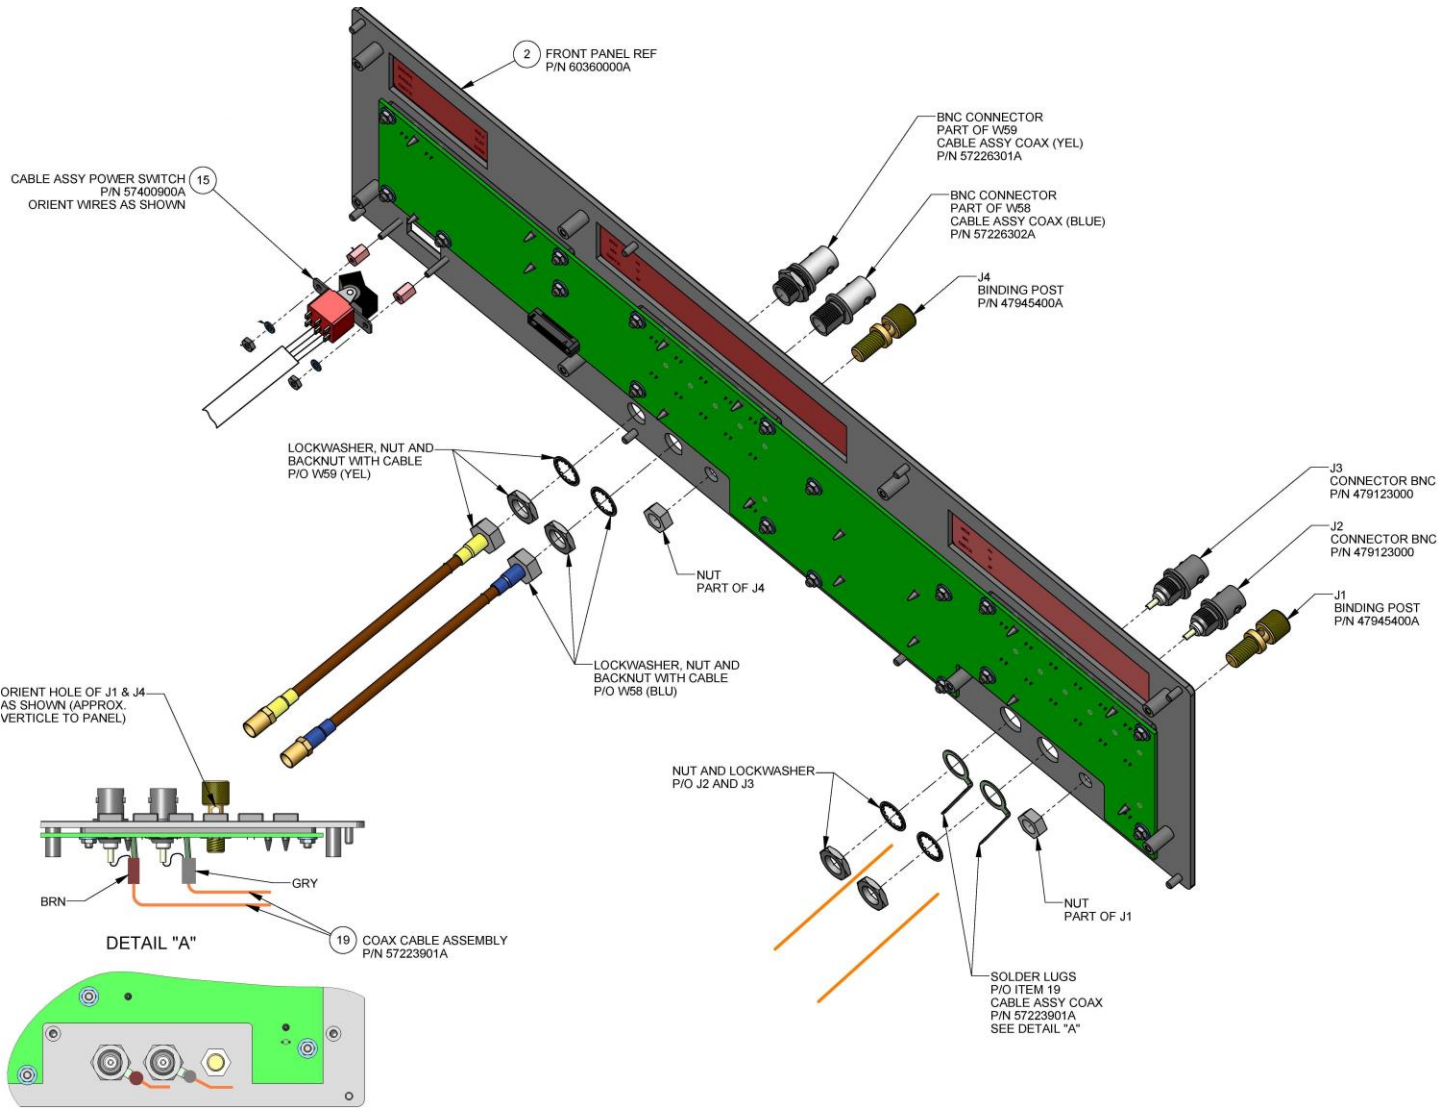 2
FRONT PANEL REF
P/N 60360000A
BNC CONNECTOR
PART OF W59
CABLE ASSY COAX (YEL)
P/N 57226301A
CABLE ASSY POWER SWITCH
P/N 57400900A
ORIENT WIRES AS SHOWN
15
BNC CONNECTOR
PART OF W58
CABLE ASSY COAX (BLUE)
P/N 57226302A
J4
BINDING POST
P/N 47945400A
LOCKWASHER, NUT AND
BACKNUT WITH CABLE
P/O W59 (YEL)
J3
CONNECTOR BNC
P/N 479123000
J2
CONNECTOR BNC
P/N 479123000
NUT
PART OF J4
J1
BINDING POST
P/N 47945400A
LOCKWASHER, NUT AND
BACKNUT WITH CABLE
P/O W58 (BLU)
ORIENT HOLE OF J1 & J4
AS SHOWN (APPROX.
VERTICLE TO PANEL)
NUT AND LOCKWASHER
P/O J2 AND J3
BRN
GRY
NUT
PART OF J1
DETAIL "A"
19
COAX CABLE ASSEMBLY
P/N 57223901A
SOLDER LUGS
P/O ITEM 19
CABLE ASSY COAX
P/N 57223901A
SEE DETAIL "A"